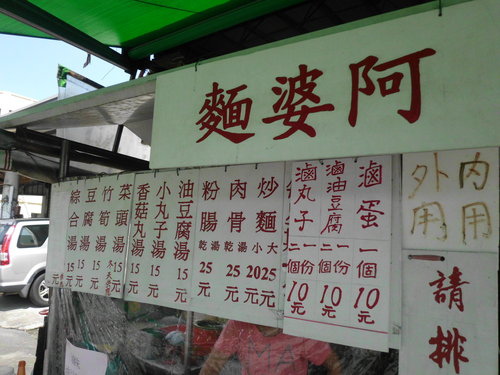 阿婆麵
內用
外用
請排
滷蛋 一個 10元
滷油豆腐 一份 10元
滷丸子 二個 10元
炒麵 小20 大25元
肉骨 乾湯 25元
粉腸 乾湯 25元
油豆腐湯 15元
小丸子湯 15元
香菇丸湯 15元
菜頭湯 15元
竹筍湯 15元
豆腐湯 15元
綜合湯 15元